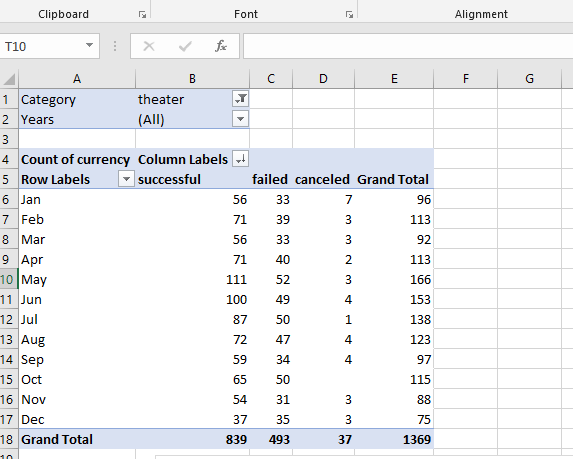 Clipboard Font Alignment
T10 fx
A B C D E F G
1 Category theater
2 Years (All)
3
4 Count of currency Column Labels
5 Row Labels successful failed canceled Grand Total
6 Jan 56 33 7 96
7 Feb 71 39 3 113
8 Mar 56 33 3 92
9 Apr 71 40 2 113
10 May 111 52 3 166
11 Jun 100 49 4 153
12 Jul 87 50 1 138
13 Aug 72 47 4 123
14 Sep 59 34 4 97
15 Oct 65 50 115
16 Nov 54 31 3 88
17 Dec 37 35 3 75
18 Grand Total 839 493 37 1369